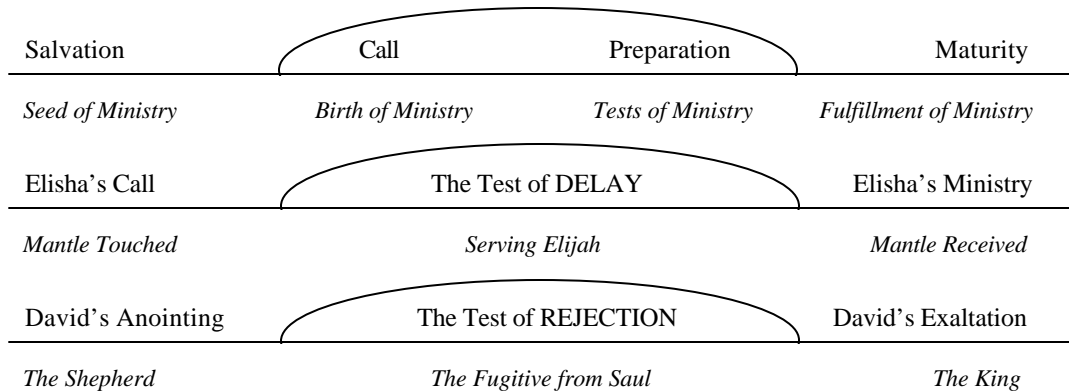 Salvation Call Preparation Maturity
Seed of Ministry Birth of Ministry Tests of Ministry Fulfillment of Ministry
Elisha’s Call The Test of DELAY Elisha’s Ministry
Mantle Touched Serving Elijah Mantle Received
David’s Anointing The Test of REJECTION David’s Exaltation
The Shepherd The Fugitive from Saul The King